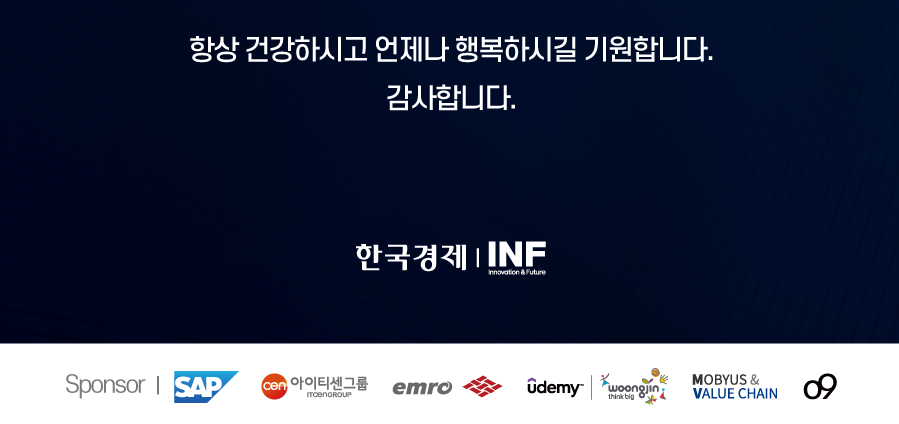 항상 건강하시고 언제나 행복하시길 기원합니다.
감사합니다.
한국경제 | INF
Innovation & Future
Sponsor | SAP
cen 아이티센그룹
ITCENGROUP
emro
udemy | woongjin
think big
MOBYUS &
VALUE CHAIN
o9